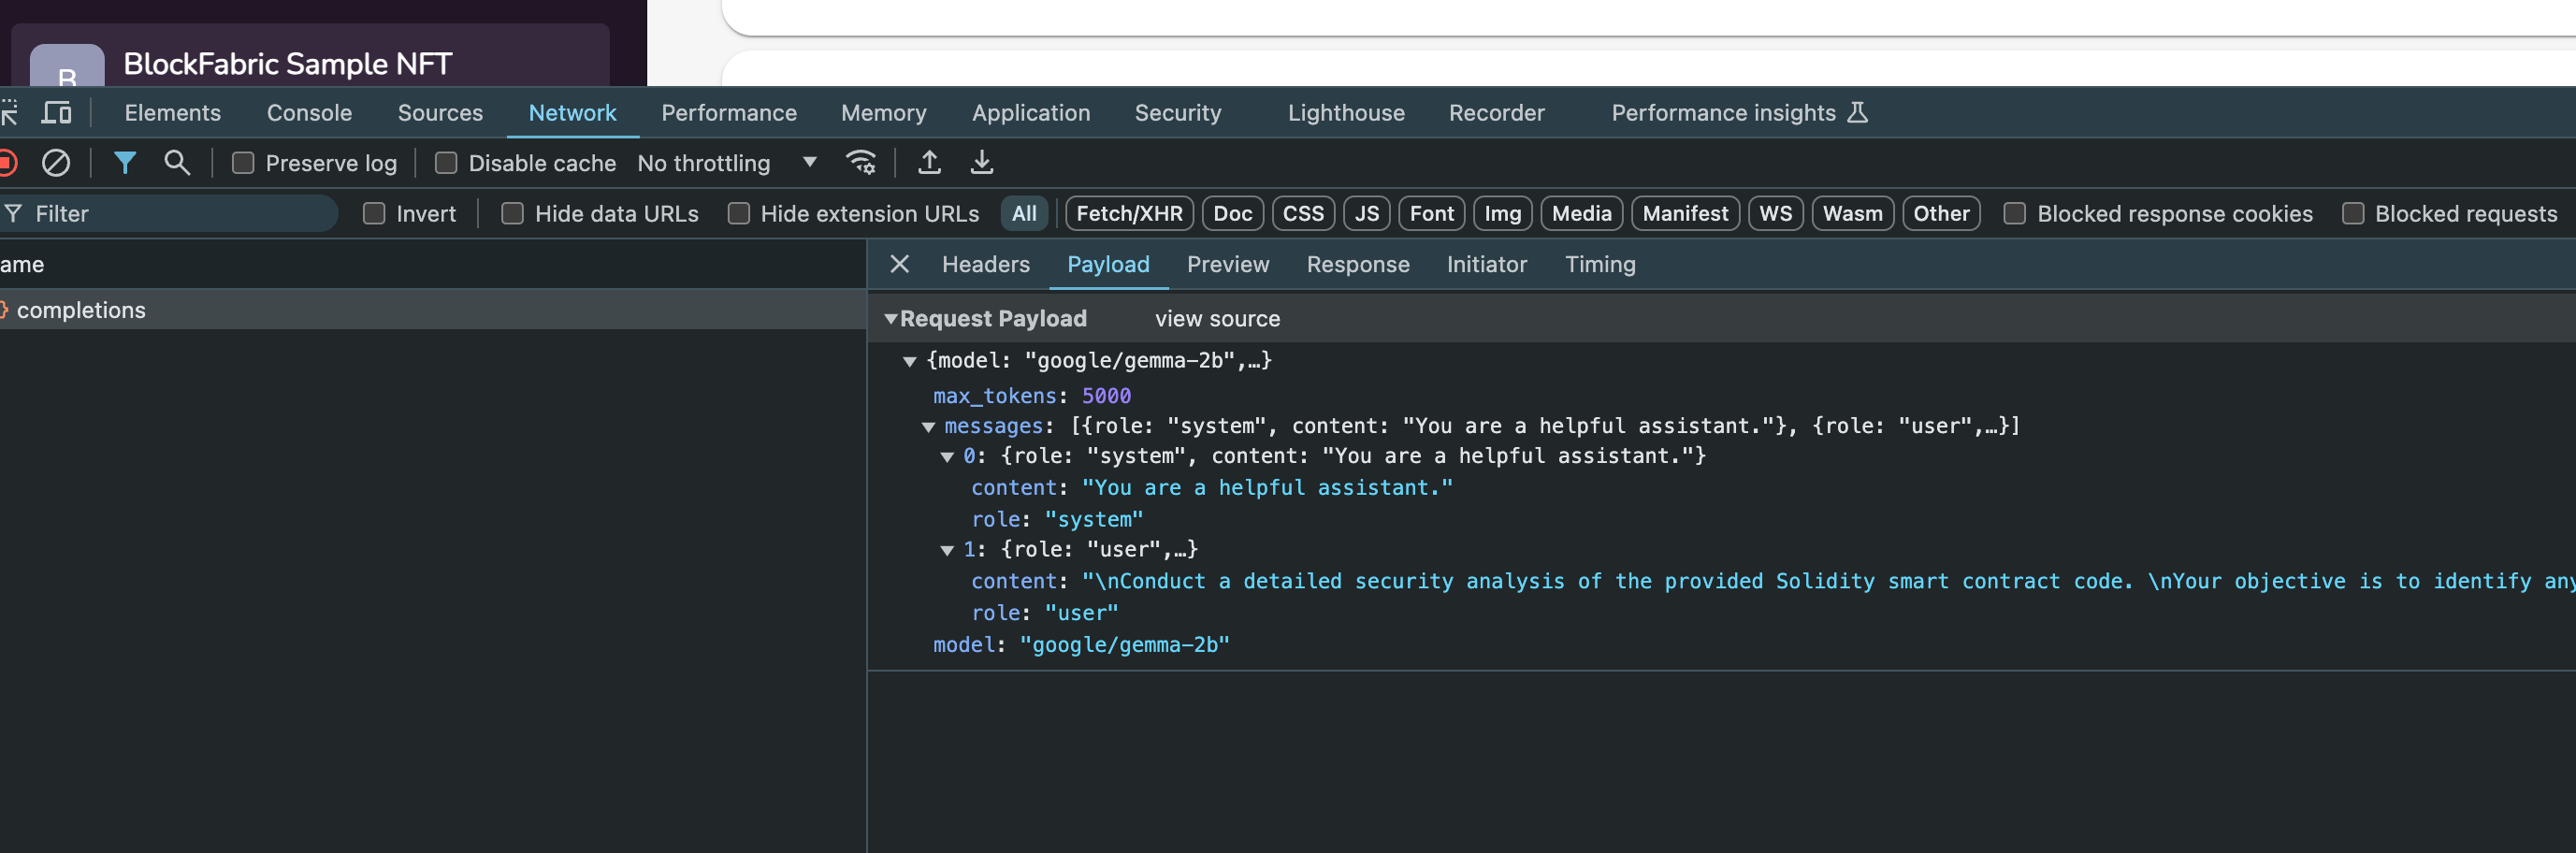 BlockFabric Sample NFT
Elements Console Sources Network Performance Memory Application Security Lighthouse Recorder Performance insights
Preserve log Disable cache No throttling
Filter Invert Hide data URLs Hide extension URLs All Fetch/XHR Doc CSS JS Font Img Media Manifest WS Wasm Other Blocked response cookies Blocked requests
ame
Headers Payload Preview Response Initiator Timing
completions
Request Payload view source
{model: "google/gemma-2b",…}
max_tokens: 5000
messages: [{role: "system", content: "You are a helpful assistant."}, {role: "user",…}]
0: {role: "system", content: "You are a helpful assistant."}
content: "You are a helpful assistant."
role: "system"
1: {role: "user",…}
content: "\nConduct a detailed security analysis of the provided Solidity smart contract code. \nYour objective is to identify any
role: "user"
model: "google/gemma-2b"